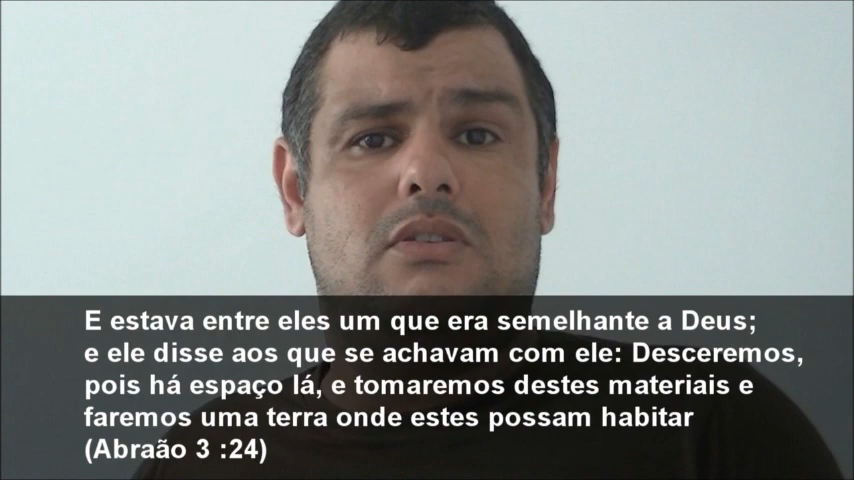 E estava entre eles um que era semelhante a Deus;
e ele disse aos que se achavam com ele: Desceremos,
pois há espaço lá, e tomaremos destes materiais e
faremos uma terra onde estes possam habitar
(Abraão 3 :24)